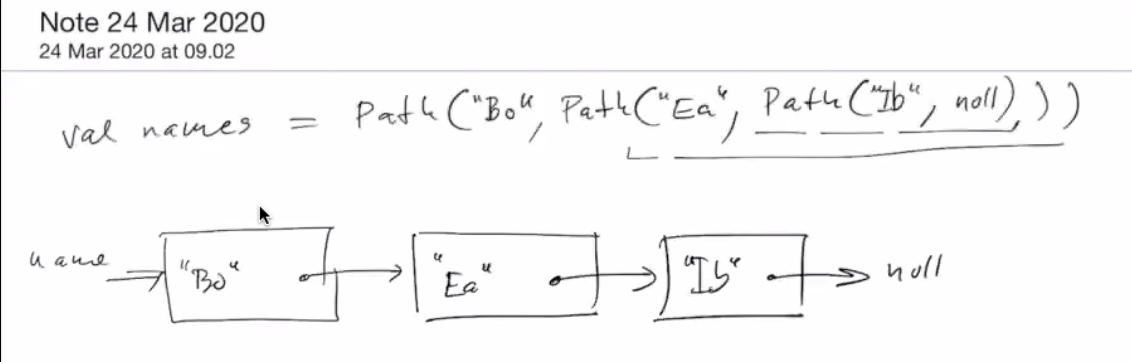 Note 24 Mar 2020
24 Mar 2020 at 09.02
val names = Path("Bo", Path("Ea", Path("Ib", null)))
name "Bo" "Ea" "Ib" null